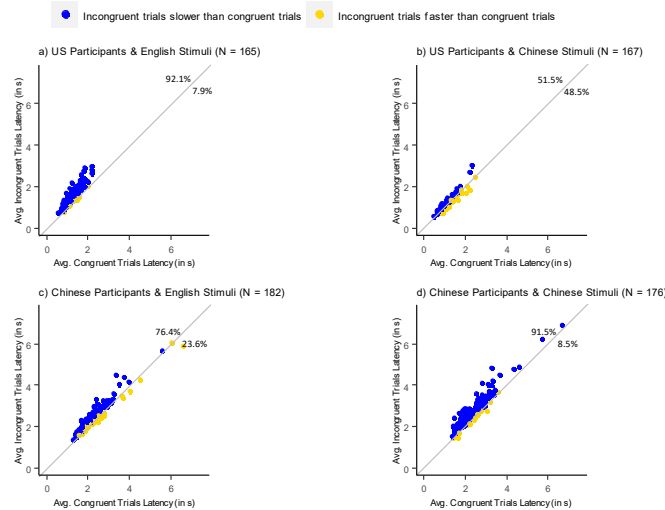 Incongruent trials slower than congruent trials
Incongruent trials faster than congruent trials
a) US Participants & English Stimuli (N = 165)
Avg. Incongruent Trials Latency (in s)
6
4
2
0
92.1%
7.9%
0 2 4 6
Avg. Congruent Trials Latency (in s)
b) US Participants & Chinese Stimuli (N = 167)
Avg. Incongruent Trials Latency (in s)
6
4
2
0
51.5%
48.5%
0 2 4 6
Avg. Congruent Trials Latency (in s)
c) Chinese Participants & English Stimuli (N = 182)
Avg. Incongruent Trials Latency (in s)
6
4
2
0
76.4%
23.6%
0 2 4 6
Avg. Congruent Trials Latency (in s)
d) Chinese Participants & Chinese Stimuli (N = 176)
Avg. Incongruent Trials Latency (in s)
6
4
2
0
91.5%
8.5%
0 2 4 6
Avg. Congruent Trials Latency (in s)